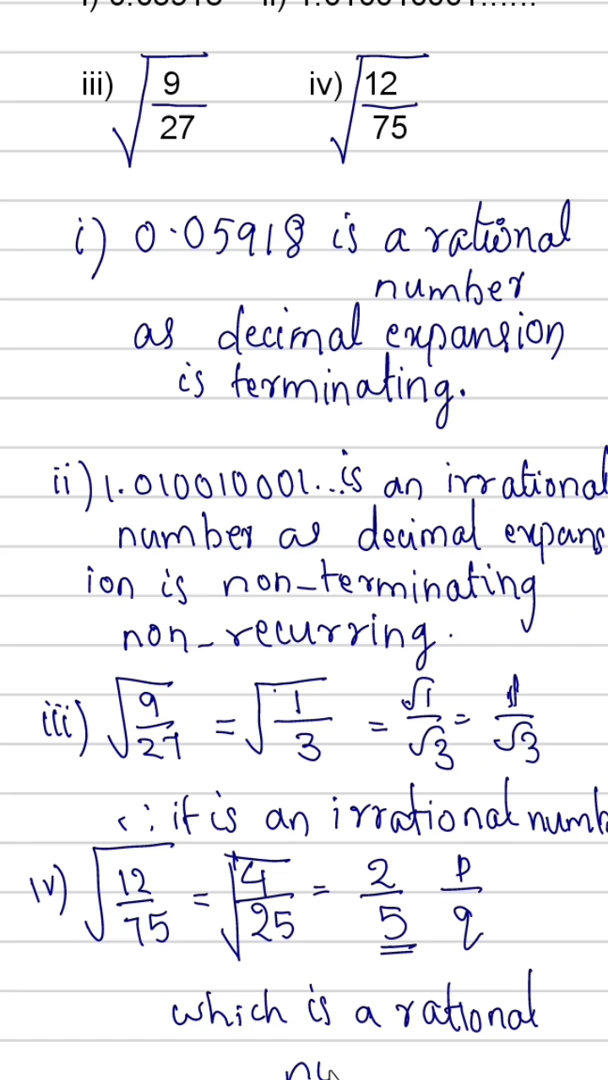 iii) √9/27 iv) √12/75
i) 0.05918 is a rational
number
as decimal expansion
is terminating.
ii) 1.010010001... is an irrational
number as decimal expans
ion is non-terminating
non-recurring.
iii) √9/27 = √1/3 = √1/√3 = 1/√3
∴ it is an irrational numb
iv) √12/75 = √4/25 = 2/5 p/q
which is a rational